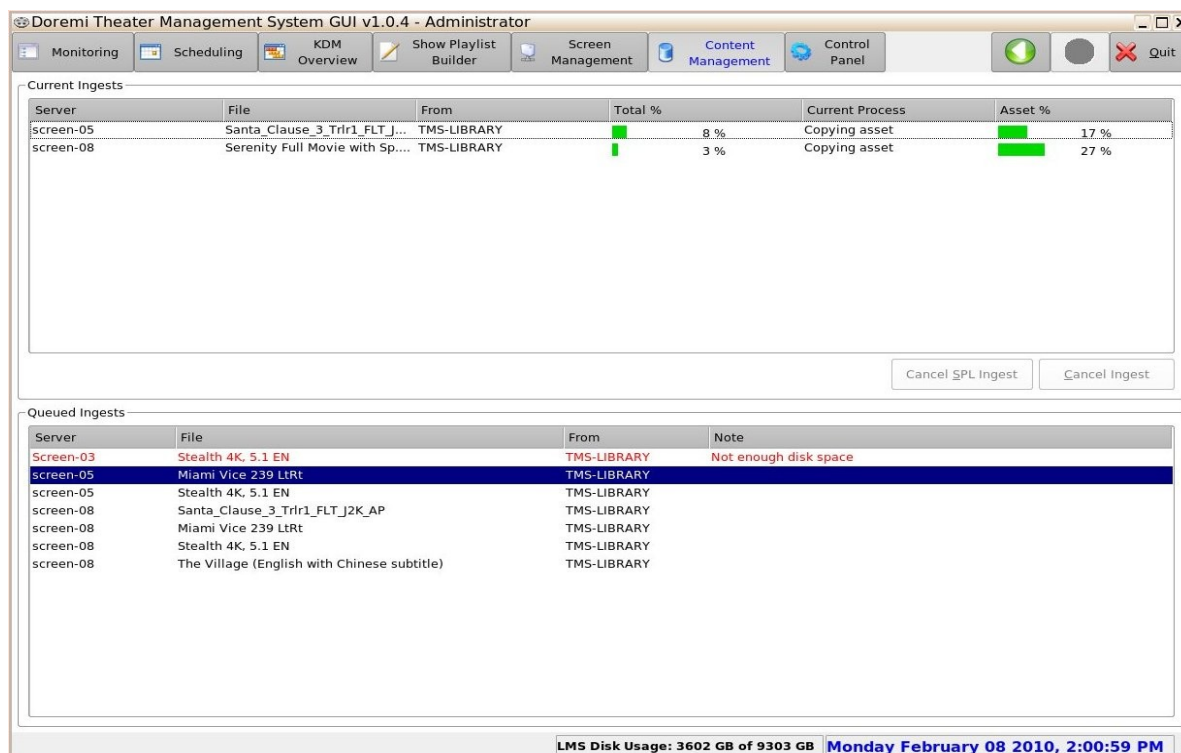 Doremi Theater Management System GUI v1.0.4 - Administrator
Monitoring
Scheduling
KDM Overview
Show Playlist Builder
Screen Management
Content Management
Control Panel
Quit
Current Ingests
Server File From Total % Current Process Asset %
screen-05 Santa_Clause_3_Trlr1_FLT_J... TMS-LIBRARY 8 % Copying asset 17 %
screen-08 Serenity Full Movie with Sp.... TMS-LIBRARY 3 % Copying asset 27 %
Cancel SPL Ingest Cancel Ingest
Queued Ingests
Server File From Note
Screen-03 Stealth 4K, 5.1 EN TMS-LIBRARY Not enough disk space
screen-05 Miami Vice 239 LtRt TMS-LIBRARY
screen-05 Stealth 4K, 5.1 EN TMS-LIBRARY
screen-08 Santa_Clause_3_Trlr1_FLT_J2K_AP TMS-LIBRARY
screen-08 Miami Vice 239 LtRt TMS-LIBRARY
screen-08 Stealth 4K, 5.1 EN TMS-LIBRARY
screen-08 The Village (English with Chinese subtitle) TMS-LIBRARY
LMS Disk Usage: 3602 GB of 9303 GB Monday February 08 2010, 2:00:59 PM